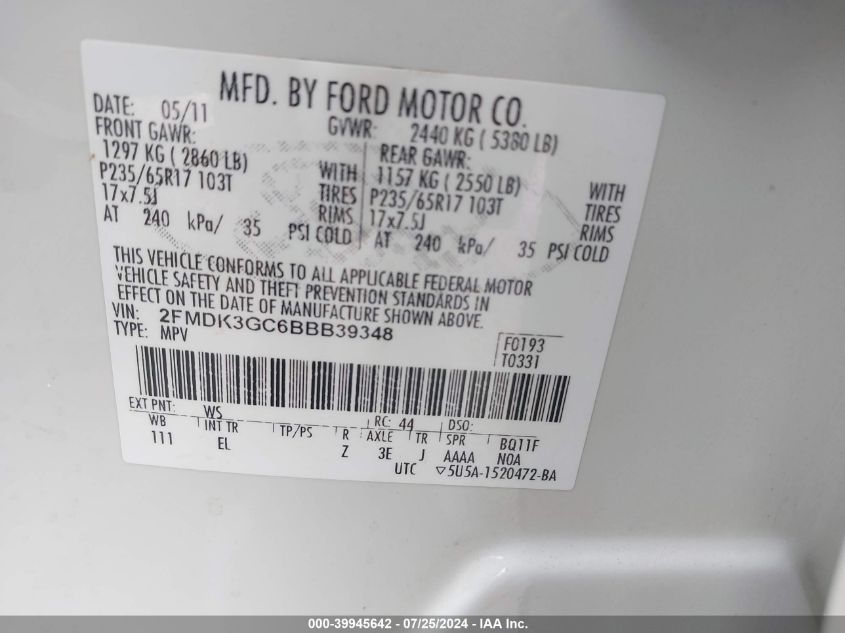 MFD. BY FORD MOTOR CO.
DATE: 05/11 GVWR: 2440 KG ( 5380 LB)
FRONT GAWR: REAR GAWR:
1297 KG ( 2860 LB) WITH 1157 KG ( 2550 LB) WITH
P235/65R17 103T TIRES P235/65R17 103T TIRES
17x7.5J RIMS 17x7.5J RIMS
AT 240 kPa/ 35 PSI COLD AT 240 kPa/ 35 PSI COLD
THIS VEHICLE CONFORMS TO ALL APPLICABLE FEDERAL MOTOR
VEHICLE SAFETY AND THEFT PREVENTION STANDARDS IN
EFFECT ON THE DATE OF MANUFACTURE SHOWN ABOVE.
VIN: 2FMDK3GC6BBB39348 F0193
TYPE: MPV T0331
EXT PNT: WS RC: 44 DSO:
WB INT TR TP/PS R AXLE TR SPR BQ11F
111 EL Z 3E J AAAA NOA
UTC ▽5U5A-1520472-BA
000-39945642 - 07/25/2024 - IAA Inc.